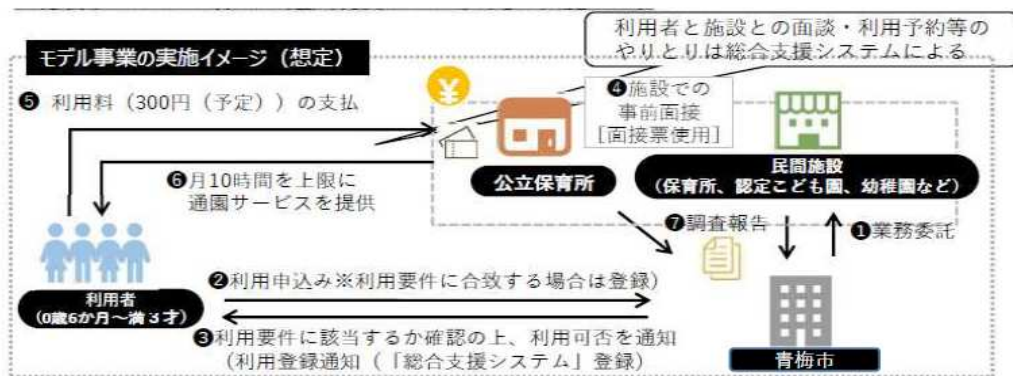 利用者と施設との面談・利用予約等の
やりとりは総合支援システムによる
モデル事業の実施イメージ（想定）
❺ 利用料（300円（予定））の支払
¥
❹施設での
事前面接
[面接票使用]
❻月10時間を上限に
通園サービスを提供
公立保育所
民間施設
（保育所、認定こども園、幼稚園など）
❼調査報告
❶業務委託
❷利用申込み※利用要件に合致する場合は登録）
利用者
（0歳6か月～満３才）
❸利用要件に該当するか確認の上、利用可否を通知
（利用登録通知（「総合支援システム」登録）
青梅市